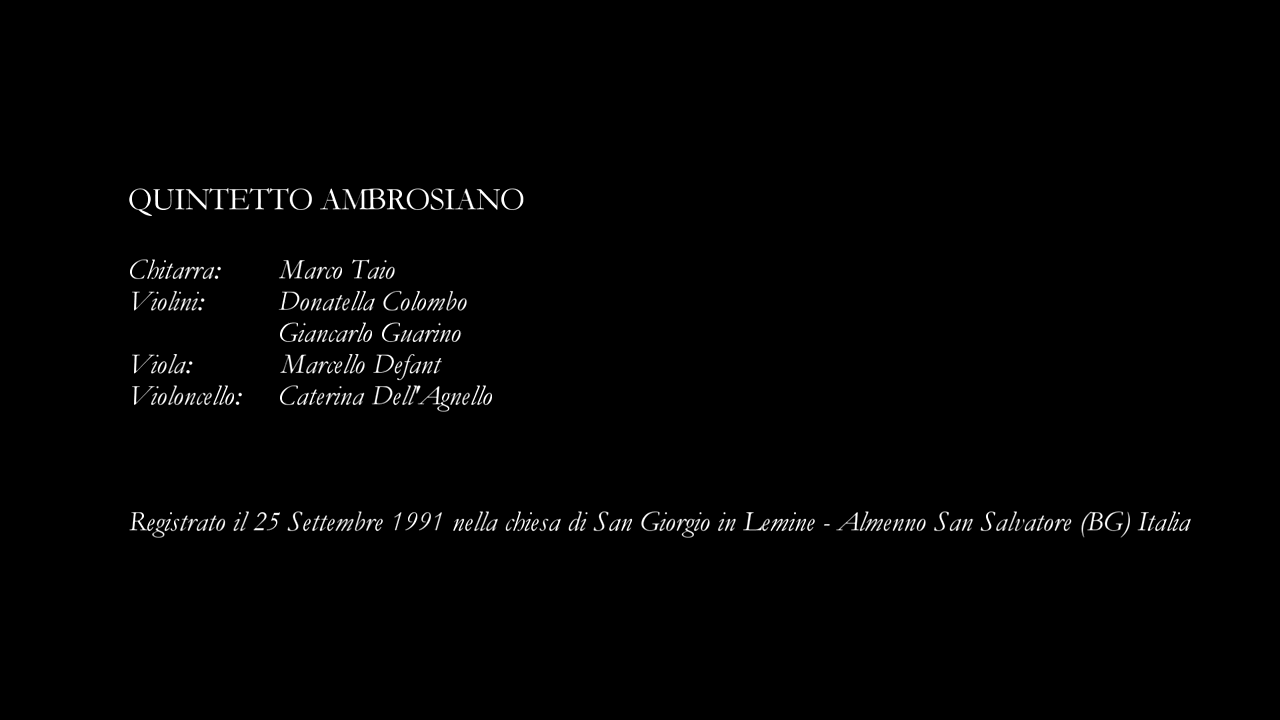 QUINTETTO AMBROSIANO
Chitarra: Marco Taio
Violini: Donatella Colombo
Giancarlo Guarino
Viola: Marcello Defant
Violoncello: Caterina Dell'Agnello
Registrato il 25 Settembre 1991 nella chiesa di San Giorgio in Lemine - Almenno San Salvatore (BG) Italia